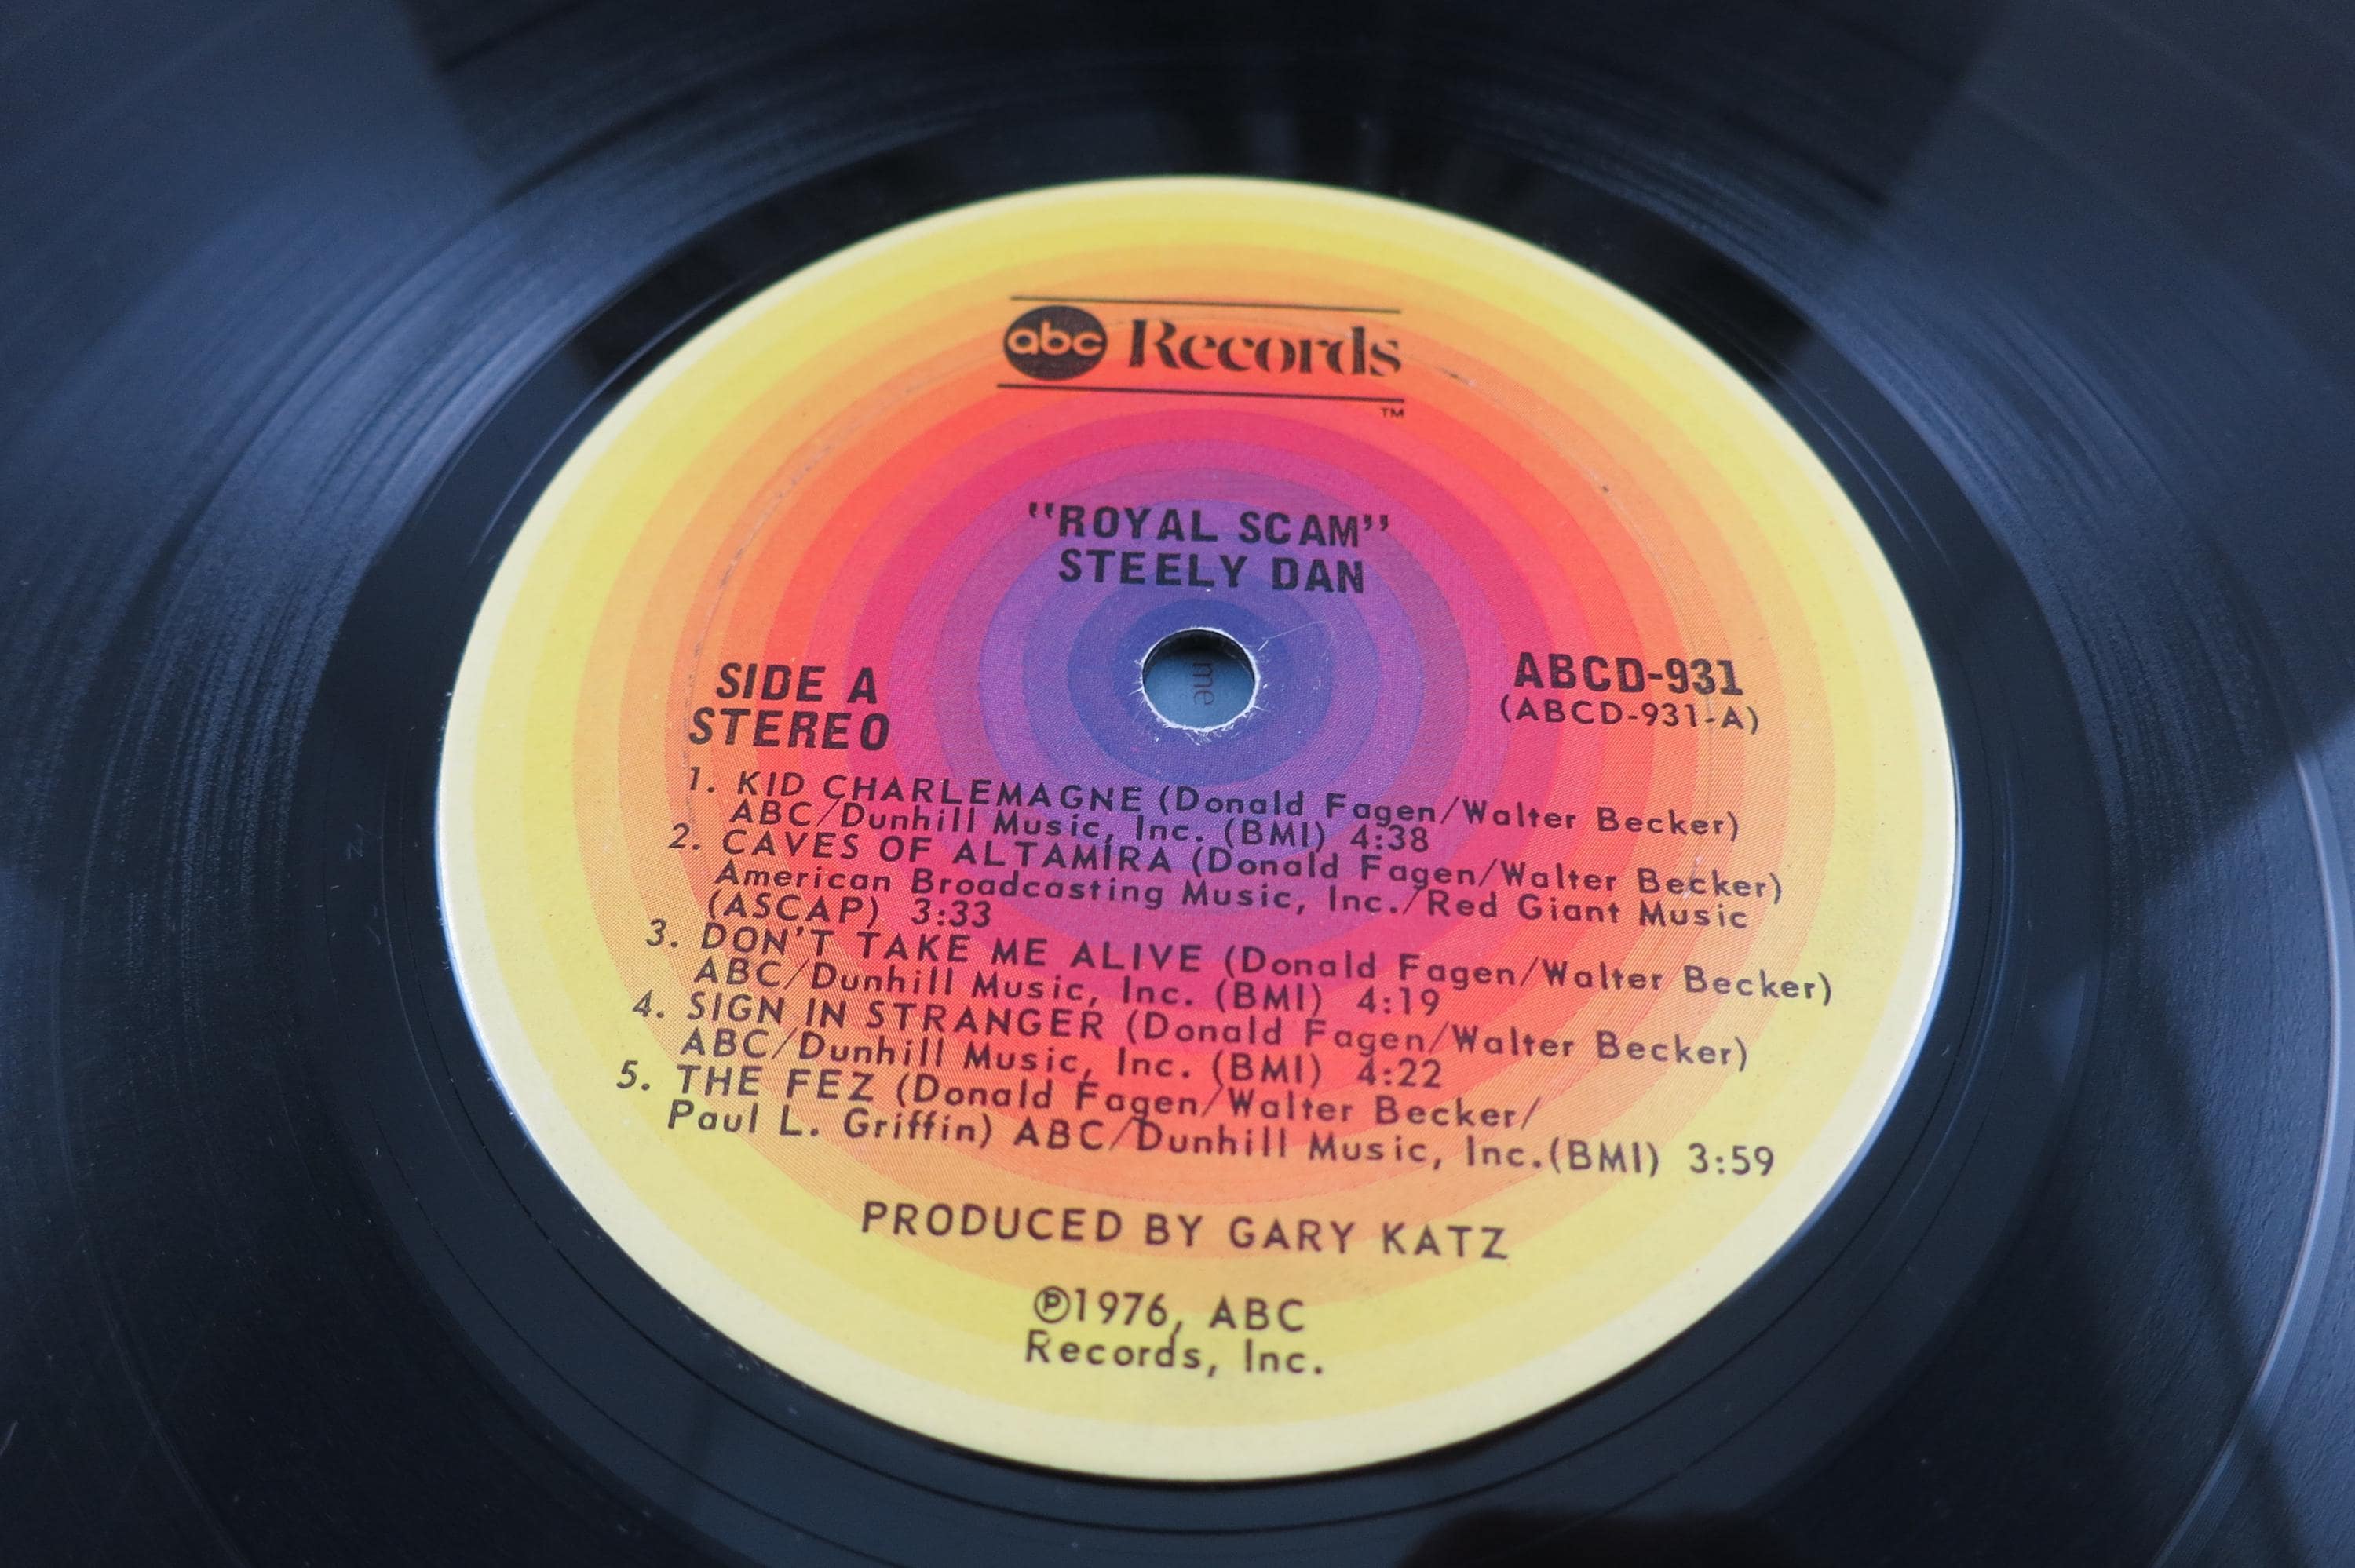 abc Records
TM
"ROYAL SCAM"
STEELY DAN
SIDE A
STEREO
ABCD-931
(ABCD-931-A)
1. KID CHARLEMAGNE (Donald Fagen/Walter Becker)
ABC/Dunhill Music, Inc. (BMI) 4:38
2. CAVES OF ALTAMIRA (Donald Fagen/Walter Becker)
American Broadcasting Music, Inc./Red Giant Music
(ASCAP) 3:33
3. DON'T TAKE ME ALIVE (Donald Fagen/Walter Becker)
ABC/Dunhill Music, Inc. (BMI) 4:19
4. SIGN IN STRANGER (Donald Fagen/Walter Becker)
ABC/Dunhill Music, Inc. (BMI) 4:22
5. THE FEZ (Donald Fagen/Walter Becker/
Paul L. Griffin) ABC/Dunhill Music, Inc.(BMI) 3:59
PRODUCED BY GARY KATZ
℗1976, ABC
Records, Inc.